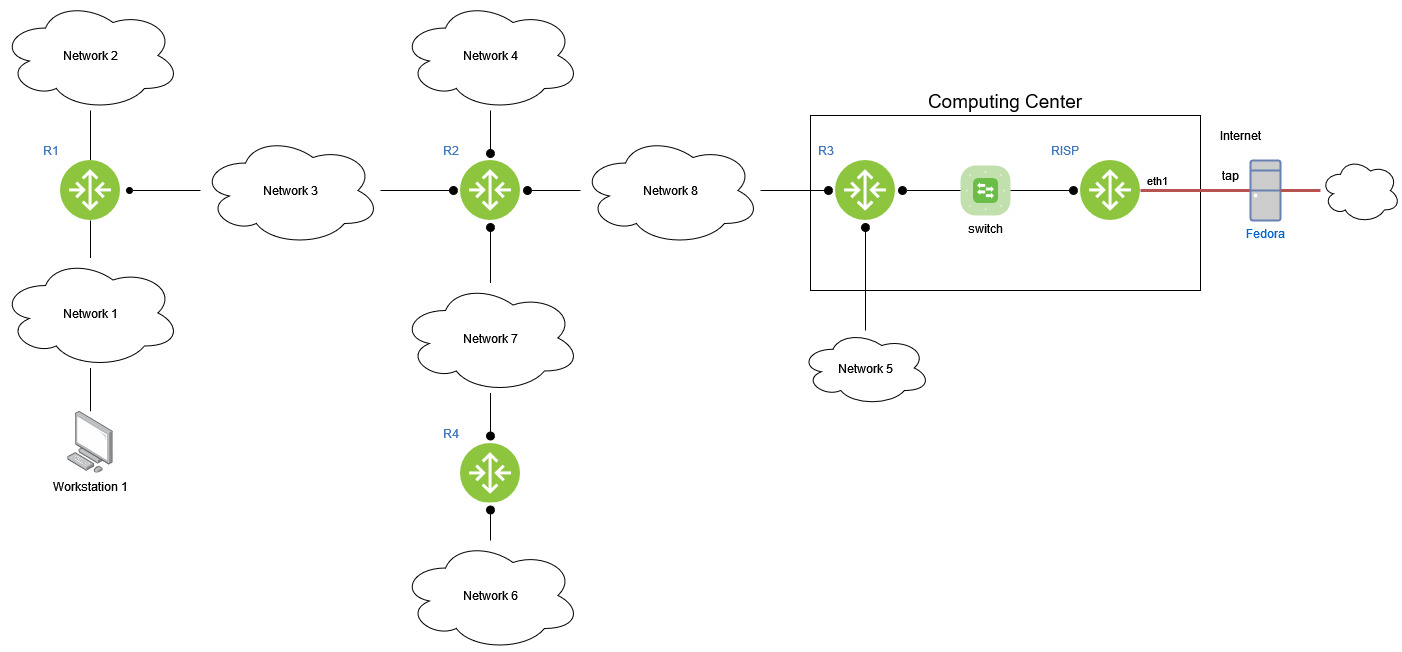 Network 2
Network 4
Computing Center
Internet
R1
R2
R3
RISP
tap
eth1
Network 3
Network 8
switch
Fedora
Network 1
Network 7
Network 5
R4
Workstation 1
Network 6